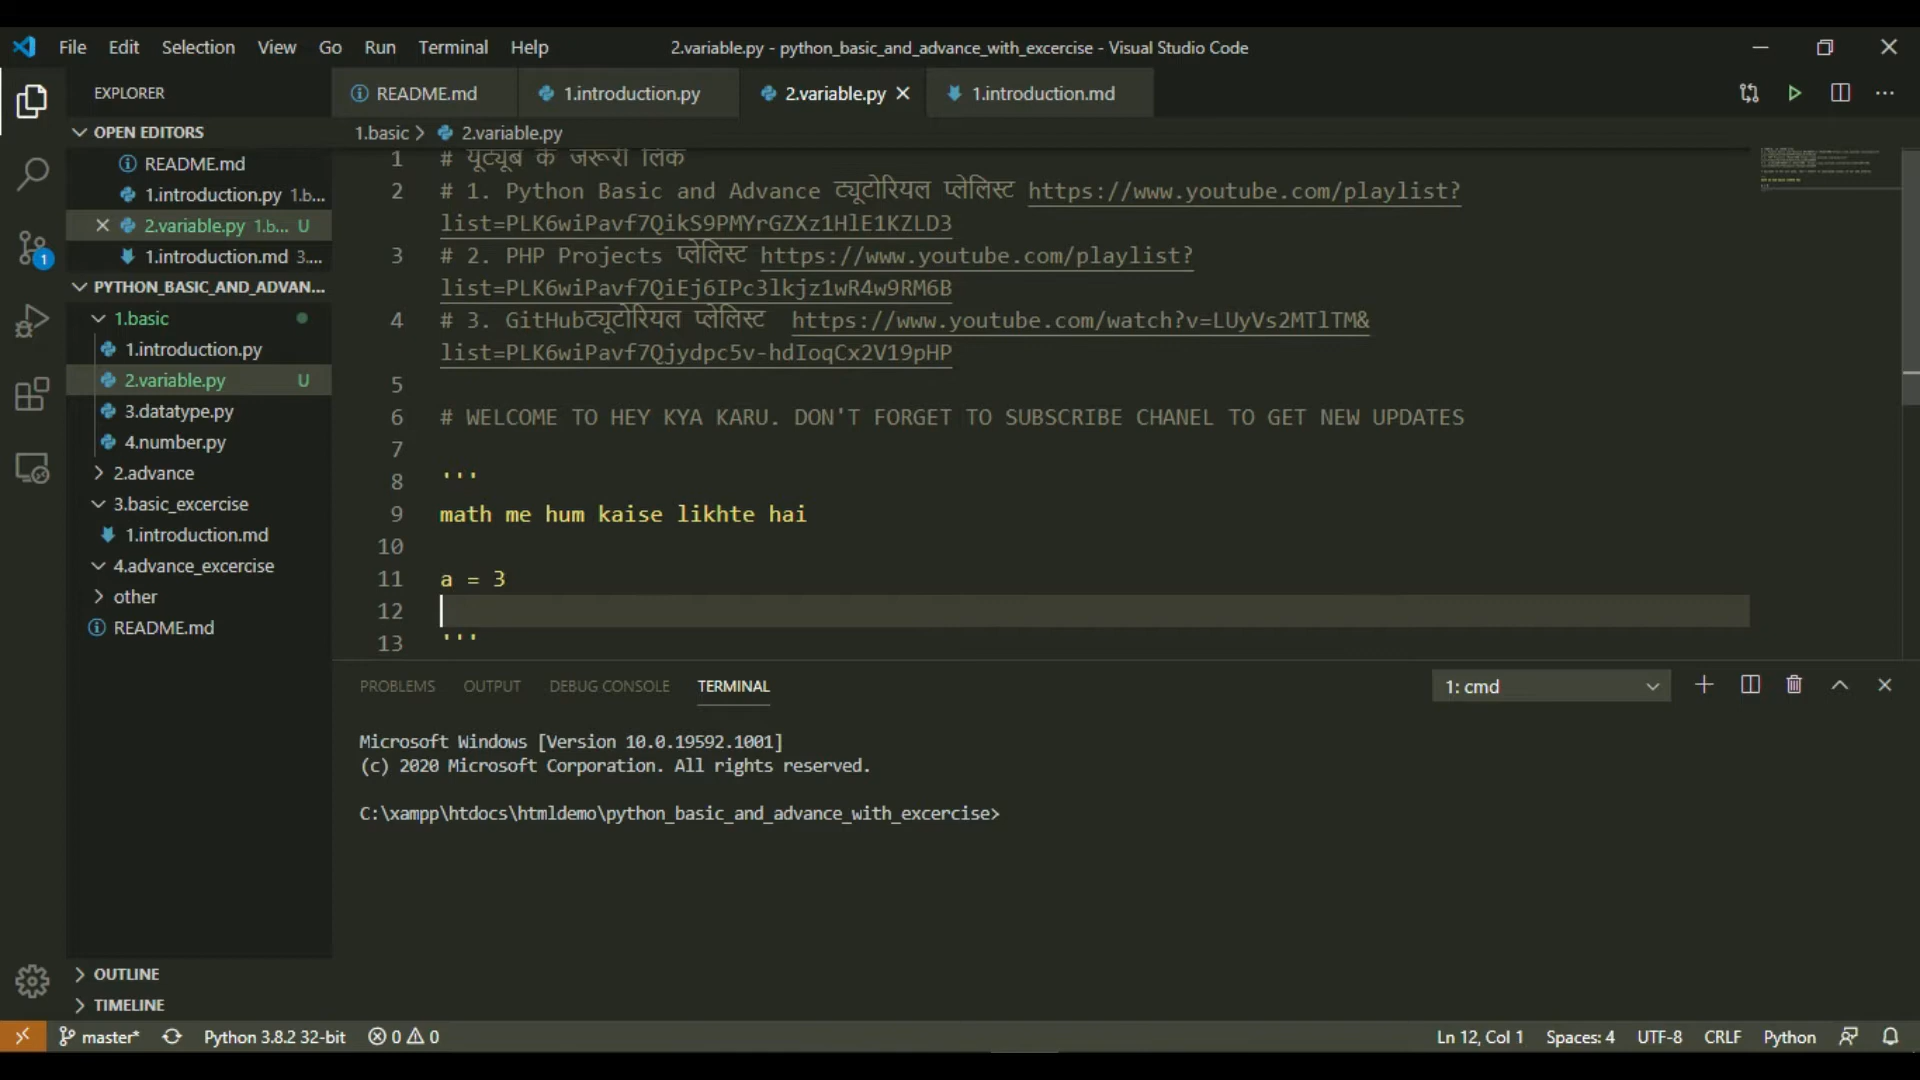 File Edit Selection View Go Run Terminal Help
2.variable.py - python_basic_and_advance_with_excercise - Visual Studio Code
EXPLORER
OPEN EDITORS
README.md
1.introduction.py 1.b...
2.variable.py 1.b... U
1.introduction.md 3....
PYTHON_BASIC_AND_ADVAN...
1.basic
1.introduction.py
2.variable.py U
3.datatype.py
4.number.py
2.advance
3.basic_excercise
1.introduction.md
4.advance_excercise
other
README.md
OUTLINE
TIMELINE
1
README.md 1.introduction.py 2.variable.py 1.introduction.md
1.basic > 2.variable.py
1 # यूट्यूब के जरूरी लिंक
2 # 1. Python Basic and Advance ट्यूटोरियल प्लेलिस्ट https://www.youtube.com/playlist?
list=PLK6wiPavf7QikS9PMYrGZXz1HlE1KZLD3
3 # 2. PHP Projects प्लेलिस्ट https://www.youtube.com/playlist?
list=PLK6wiPavf7QiEj6IPc3lkjz1wR4w9RM6B
4 # 3. GitHubट्यूटोरियल प्लेलिस्ट https://www.youtube.com/watch?v=LUyVs2MTlTM&
list=PLK6wiPavf7Qjydpc5v-hdIoqCx2V19pHP
5
6 # WELCOME TO HEY KYA KARU. DON'T FORGET TO SUBSCRIBE CHANEL TO GET NEW UPDATES
7
8 '''
9 math me hum kaise likhte hai
10
11 a = 3
12
13 '''
PROBLEMS OUTPUT DEBUG CONSOLE TERMINAL 1: cmd
Microsoft Windows [Version 10.0.19592.1001]
(c) 2020 Microsoft Corporation. All rights reserved.
C:\xampp\htdocs\htmldemo\python_basic_and_advance_with_excercise>
master* Python 3.8.2 32-bit 0 0 Ln 12, Col 1 Spaces: 4 UTF-8 CRLF Python